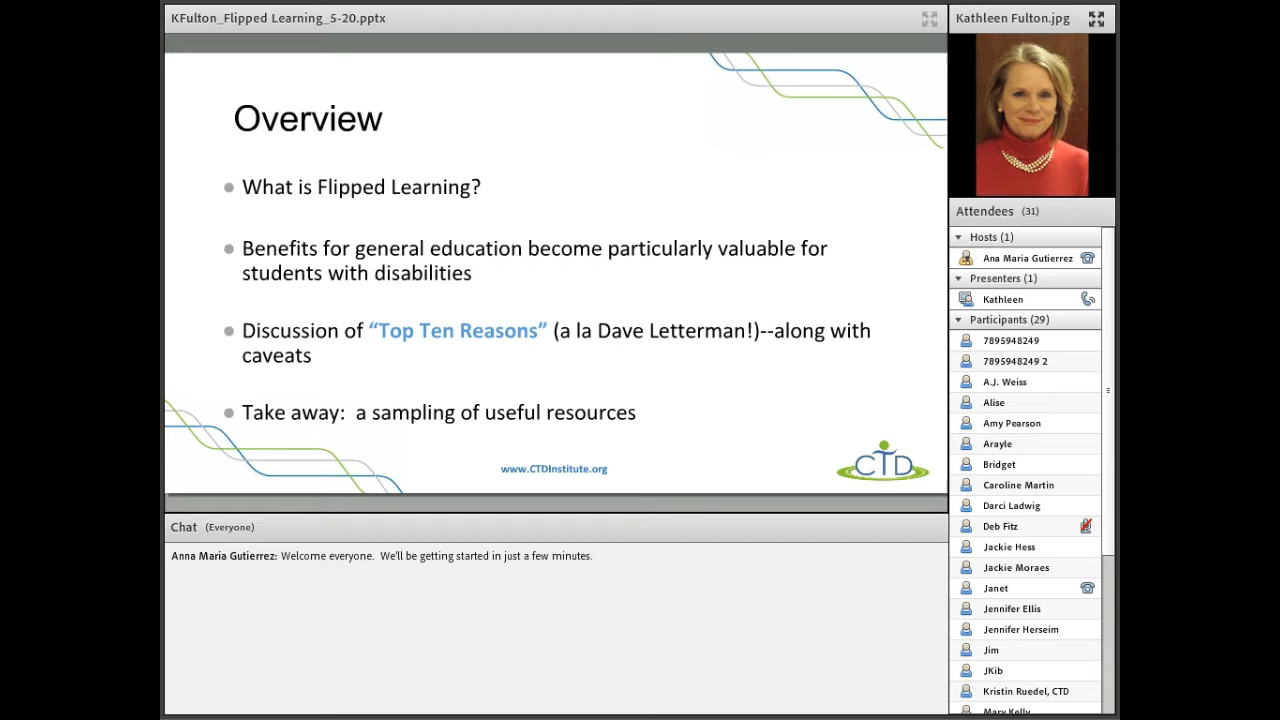 KFulton_Flipped Learning_5-20.pptx
Overview
What is Flipped Learning?
Benefits for general education become particularly valuable for
students with disabilities
Discussion of “Top Ten Reasons” (a la Dave Letterman!)--along with
caveats
Take away:  a sampling of useful resources
www.CTDInstitute.org
CTD
Chat (Everyone)
Anna Maria Gutierrez: Welcome everyone.  We'll be getting started in just a few minutes.
Kathleen Fulton.jpg
Attendees (31)
Hosts (1)
Ana Maria Gutierrez
Presenters (1)
Kathleen
Participants (29)
7895948249
7895948249 2
A.J. Weiss
Alise
Amy Pearson
Arayle
Bridget
Caroline Martin
Darci Ladwig
Deb Fitz
Jackie Hess
Jackie Moraes
Janet
Jennifer Ellis
Jennifer Herseim
Jim
JKib
Kristin Ruedel, CTD
Mary Kelly